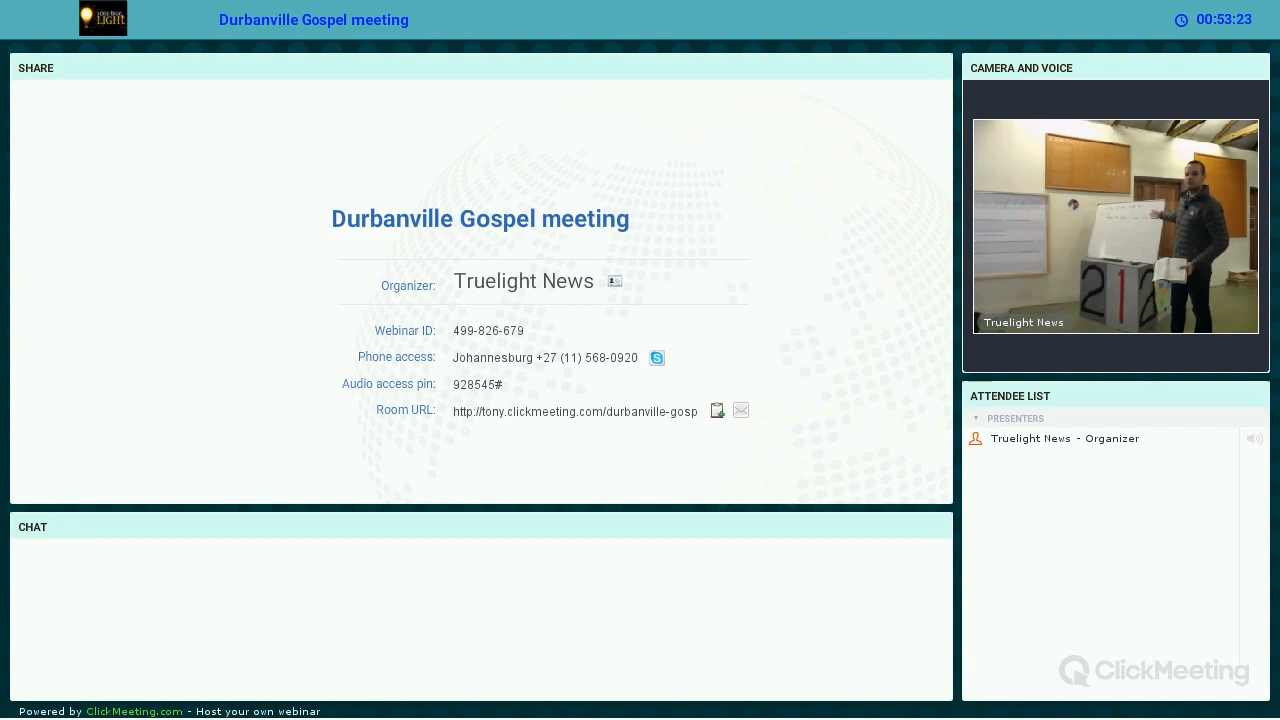 LIGHT
Durbanville Gospel meeting
00:53:23
SHARE
Durbanville Gospel meeting
Organizer: Truelight News
Webinar ID: 499-826-679
Phone access: Johannesburg +27 (11) 568-0920
Audio access pin: 928545#
Room URL: http://tony.clickmeeting.com/durbanville-gosp
CHAT
CAMERA AND VOICE
212
Truelight News
ATTENDEE LIST
PRESENTERS
Truelight News - Organizer
ClickMeeting
Powered by ClickMeeting.com - Host your own webinar